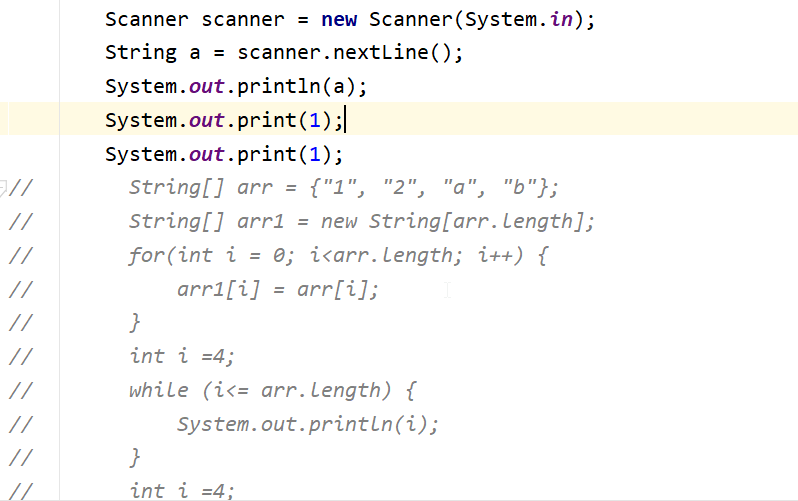 Scanner scanner = new Scanner(System.in);
String a = scanner.nextLine();
System.out.println(a);
System.out.print(1);
System.out.print(1);
//        String[] arr = {"1", "2", "a", "b"};
//        String[] arr1 = new String[arr.length];
//        for(int i = 0; i<arr.length; i++) {
//            arr1[i] = arr[i];
//        }
//        int i =4;
//        while (i<= arr.length) {
//            System.out.println(i);
//        }
//        int i =4;